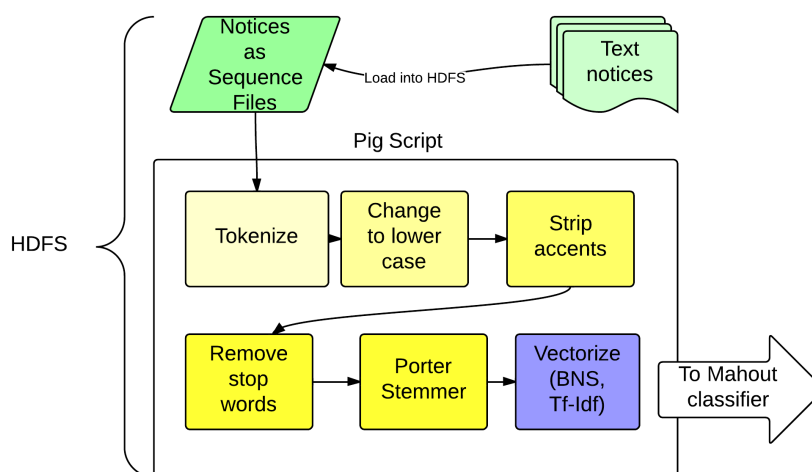 Notices
as
Sequence
Files
Text
notices
Load into HDFS
Pig Script
HDFS
Tokenize
Change
to lower
case
Strip
accents
Remove
stop
words
Porter
Stemmer
Vectorize
(BNS,
Tf-Idf)
To Mahout
classifier